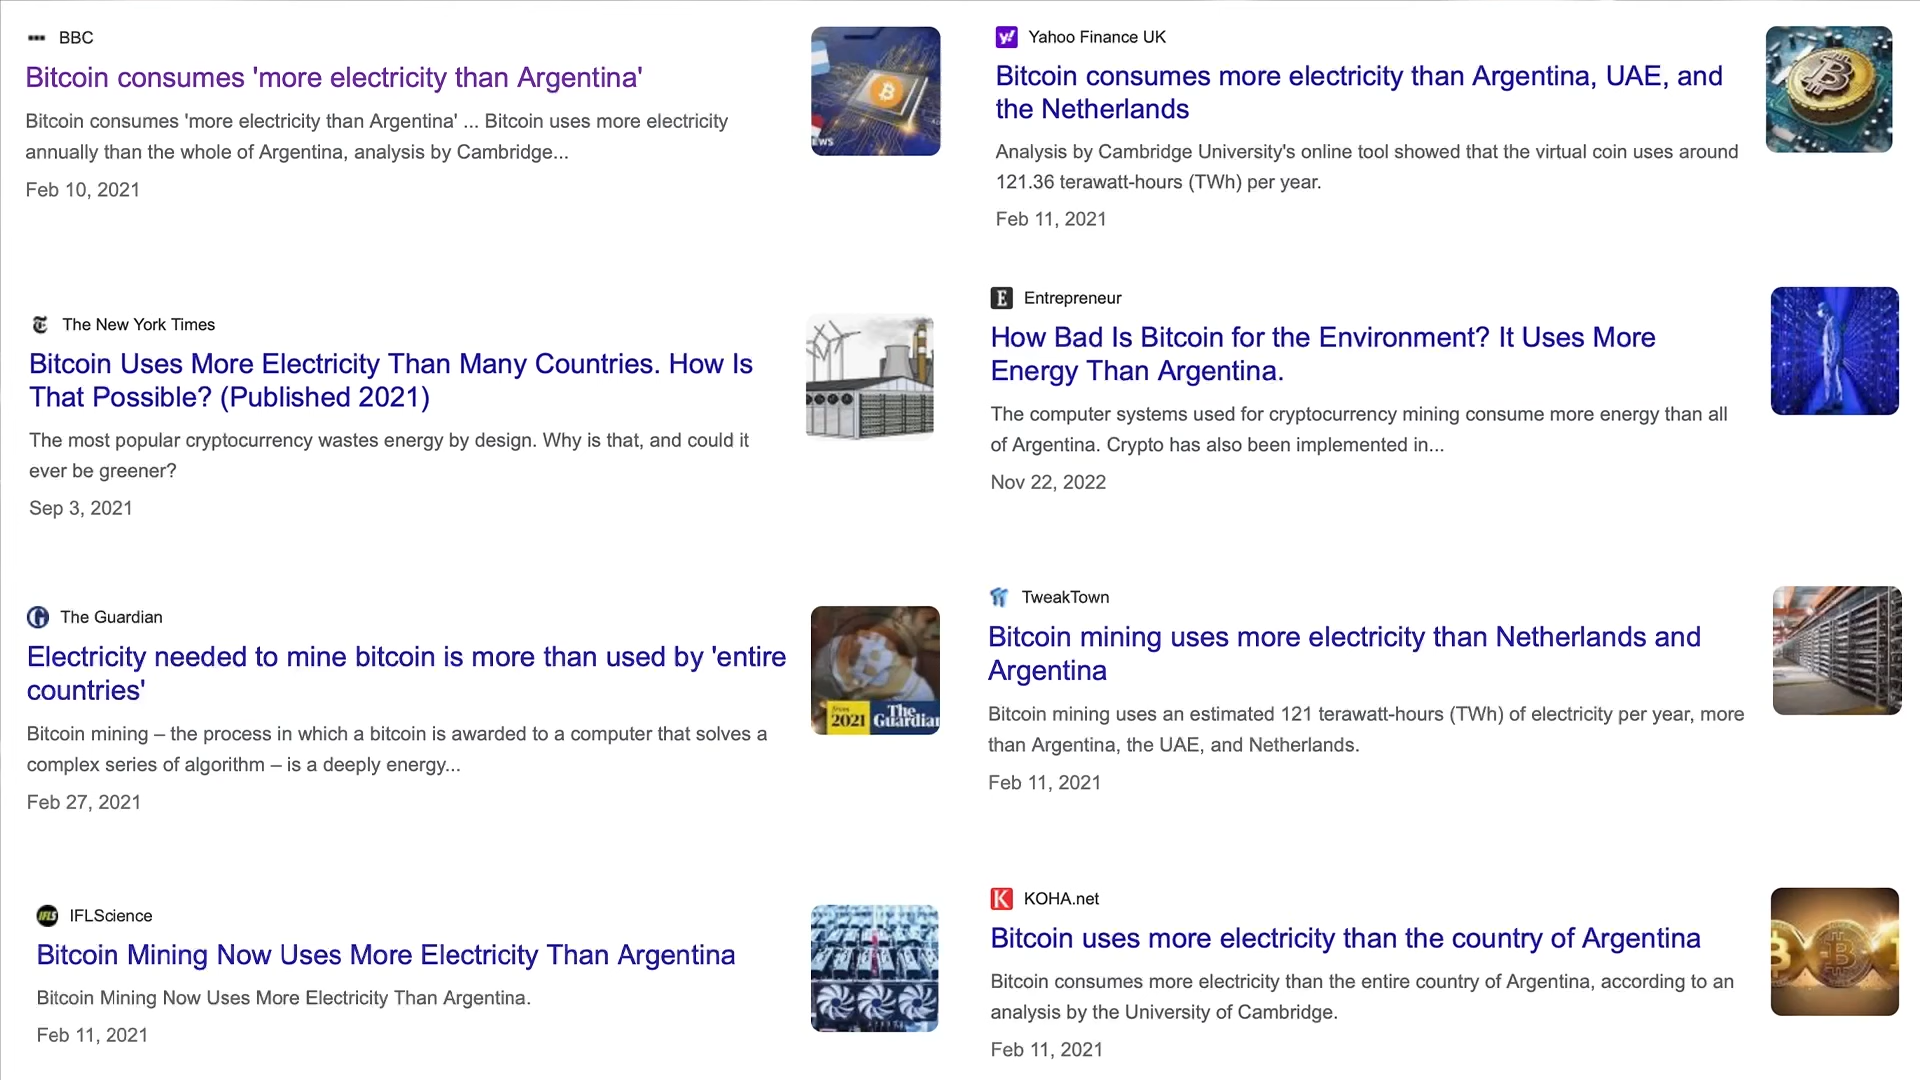 BBC
Bitcoin consumes 'more electricity than Argentina'
Bitcoin consumes 'more electricity than Argentina' ... Bitcoin uses more electricity
annually than the whole of Argentina, analysis by Cambridge...
Feb 10, 2021
EWS
The New York Times
Bitcoin Uses More Electricity Than Many Countries. How Is
That Possible? (Published 2021)
The most popular cryptocurrency wastes energy by design. Why is that, and could it
ever be greener?
Sep 3, 2021
The Guardian
Electricity needed to mine bitcoin is more than used by 'entire
countries'
Bitcoin mining – the process in which a bitcoin is awarded to a computer that solves a
complex series of algorithm – is a deeply energy...
Feb 27, 2021
2021
The
Guardian
IFLS
IFLScience
Bitcoin Mining Now Uses More Electricity Than Argentina
Bitcoin Mining Now Uses More Electricity Than Argentina.
Feb 11, 2021
y!
Yahoo Finance UK
Bitcoin consumes more electricity than Argentina, UAE, and
the Netherlands
Analysis by Cambridge University's online tool showed that the virtual coin uses around
121.36 terawatt-hours (TWh) per year.
Feb 11, 2021
E
Entrepreneur
How Bad Is Bitcoin for the Environment? It Uses More
Energy Than Argentina.
The computer systems used for cryptocurrency mining consume more energy than all
of Argentina. Crypto has also been implemented in...
Nov 22, 2022
TweakTown
Bitcoin mining uses more electricity than Netherlands and
Argentina
Bitcoin mining uses an estimated 121 terawatt-hours (TWh) of electricity per year, more
than Argentina, the UAE, and Netherlands.
Feb 11, 2021
K
KOHA.net
Bitcoin uses more electricity than the country of Argentina
Bitcoin consumes more electricity than the entire country of Argentina, according to an
analysis by the University of Cambridge.
Feb 11, 2021